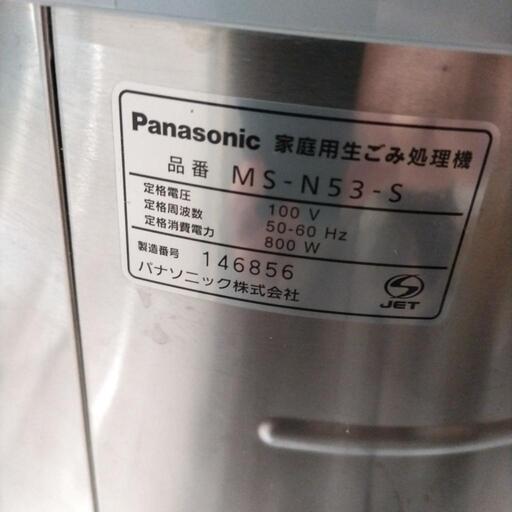 Panasonic 家庭用生ごみ処理機
品番 MS-N53-S
定格電圧 100 V
定格周波数 50-60 Hz
定格消費電力 800 W
製造番号 146856
パナソニック株式会社
S
JET